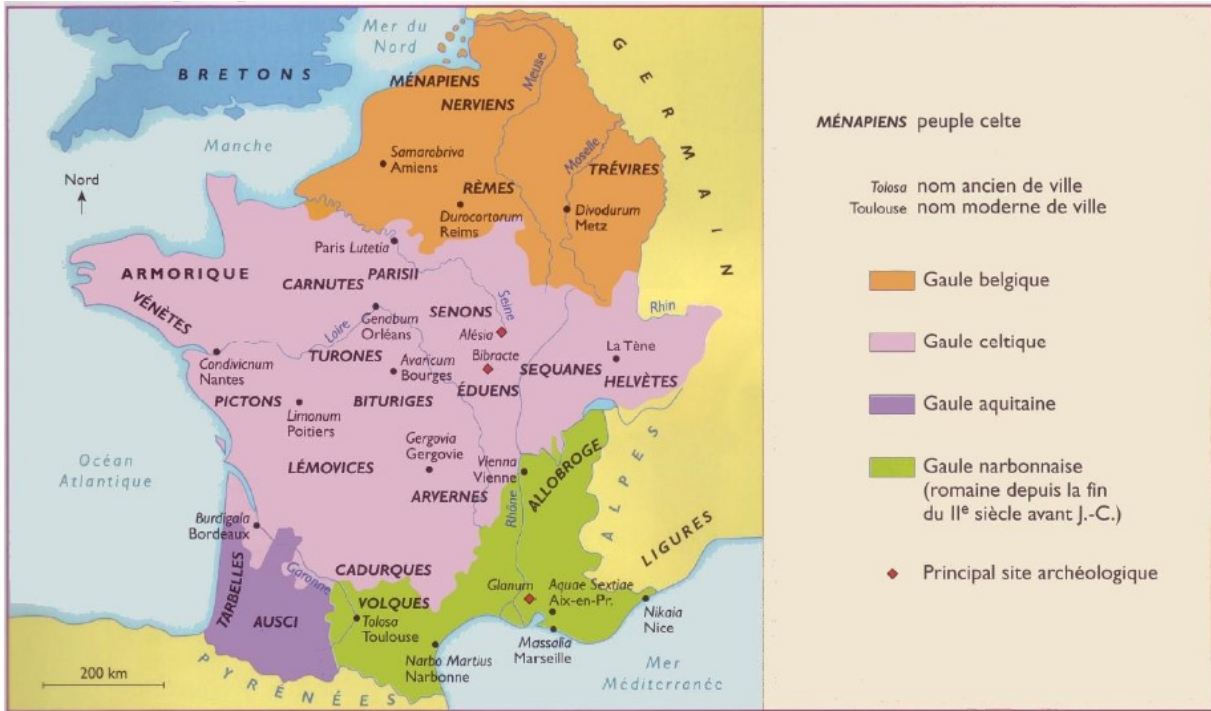 Mer du
Nord
BRETONS
MÉNAPIENS
NERVIENS
Meuse
GERMAIN
Manche
Samarobriva
Amiens
Moselle
TRÉVIRES
Nord
RÈMES
Durocortorum
Reims
Divodurum
Metz
Paris Lutetia
ARMORIQUE
PARISII
CARNUTES
VÉNÈTES
SENONS
Seine
Rhin
Genabum
Orléans
Loire
Alésia
Bibracte
La Tène
TURONES
Avaricum
Bourges
Condivicnum
Nantes
SEQUANES
HELVÈTES
ÉDUENS
PICTONS
BITURIGES
Limonum
Poitiers
Océan
Atlantique
Gergovia
Gergovie
LÉMOVICES
Vienna
Vienne
ALLOBROGE
ARVERNES
Rhône
ALPES
Burdigala
Bordeaux
LIGURES
Garonne
CADURQUES
TARBELLES
VOLQUES
Glanum
Aquae Sextiae
Aix-en-Pr.
AUSCI
Tolosa
Toulouse
Nikaia
Nice
Massalia
Marseille
Narbo Martius
Narbonne
200 km
PYRÉNÉES
Mer
Méditerranée
MÉNAPIENS peuple celte
Tolosa nom ancien de ville
Toulouse nom moderne de ville
Gaule belgique
Gaule celtique
Gaule aquitaine
Gaule narbonnaise
(romaine depuis la fin
du IIe siècle avant J.-C.)
Principal site archéologique